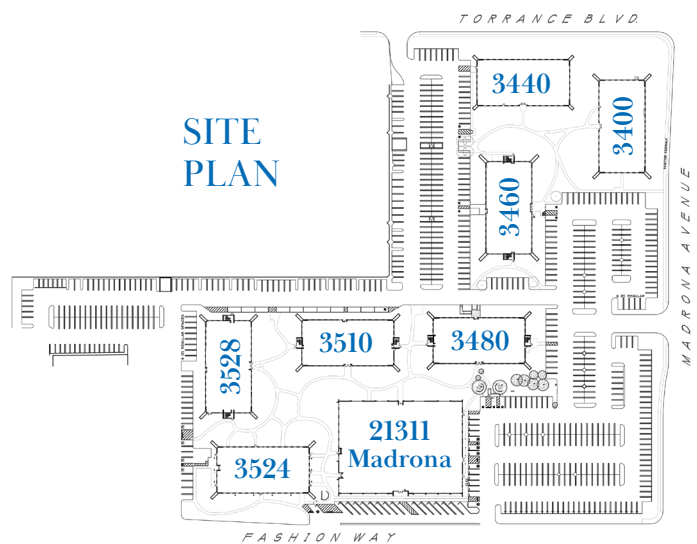 TORRANCE BLVD.
SITE
PLAN
3440
3400
3460
MADRONA AVENUE
3528
3510
3480
21311
Madrona
3524
FASHION WAY